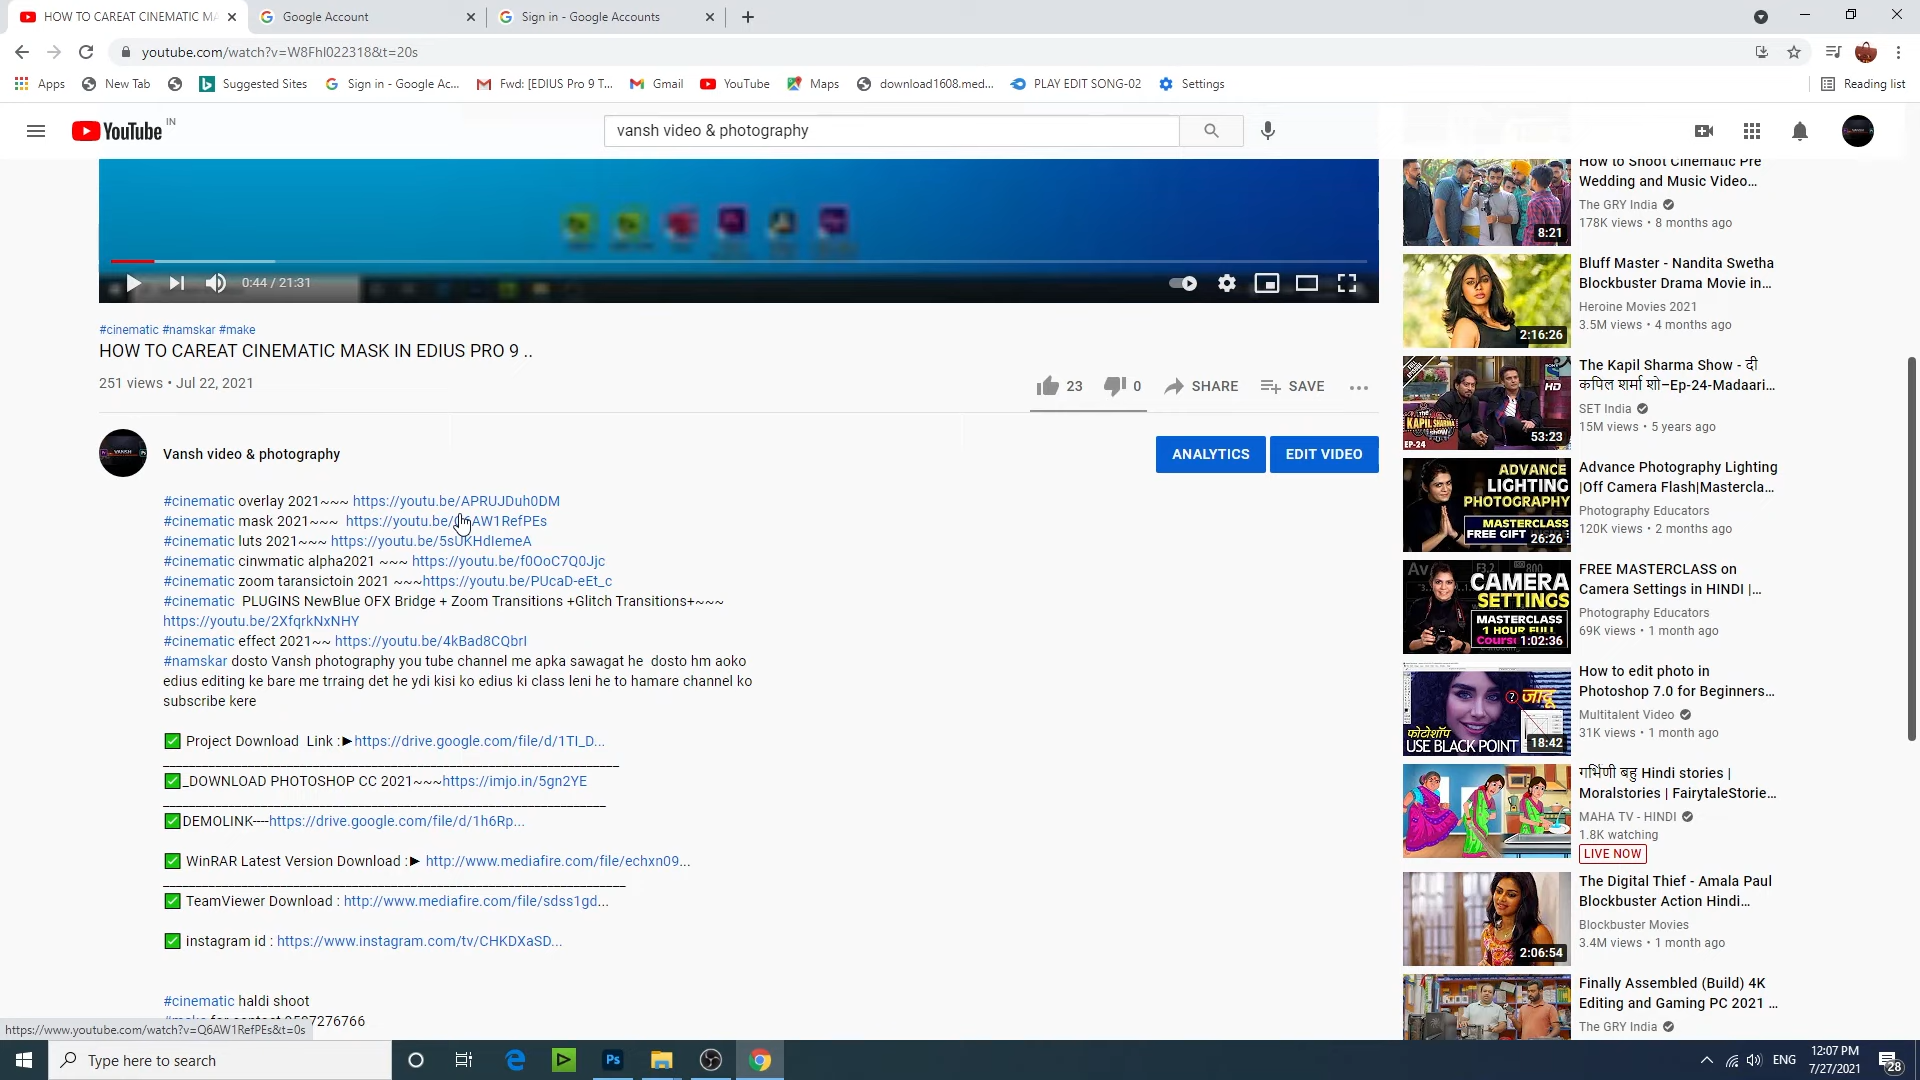 HOW TO CAREAT CINEMATIC MA
Google Account
Sign in - Google Accounts
youtube.com/watch?v=W8Fhl022318&t=20s
Apps
New Tab
Suggested Sites
Sign in - Google Ac...
Fwd: [EDIUS Pro 9 T...
Gmail
YouTube
Maps
download1608.med...
PLAY EDIT SONG-02
Settings
Reading list
YouTube IN
vansh video & photography
0:44 / 21:31
#cinematic #namskar #make
HOW TO CAREAT CINEMATIC MASK IN EDIUS PRO 9 ..
251 views • Jul 22, 2021
23
0
SHARE
SAVE
Vansh video & photography
ANALYTICS
EDIT VIDEO
#cinematic overlay 2021~~~ https://youtu.be/APRUJDuh0DM
#cinematic mask 2021~~~ https://youtu.be/Q6AW1RefPEs
#cinematic luts 2021~~~ https://youtu.be/5sUKHdIemeA
#cinematic cinwmatic alpha2021 ~~~ https://youtu.be/f0OoC7Q0Jjc
#cinematic zoom taransictoin 2021 ~~~https://youtu.be/PUcaD-eEt_c
#cinematic PLUGINS NewBlue OFX Bridge + Zoom Transitions +Glitch Transitions+~~~
https://youtu.be/2XfqrkNxNHY
#cinematic effect 2021~~ https://youtu.be/4kBad8CQbrI
#namskar dosto Vansh photography you tube channel me apka sawagat he dosto hm aoko
edius editing ke bare me trraing det he ydi kisi ko edius ki class leni he to hamare channel ko
subscribe kere
✅ Project Download Link :►https://drive.google.com/file/d/1TI_D...
✅_DOWNLOAD PHOTOSHOP CC 2021~~~https://imjo.in/5gn2YE
✅DEMOLINK----https://drive.google.com/file/d/1h6Rp...
✅ WinRAR Latest Version Download :► http://www.mediafire.com/file/echxn09...
✅ TeamViewer Download : http://www.mediafire.com/file/sdss1gd...
✅ instagram id : https://www.instagram.com/tv/CHKDXaSD...
#cinematic haldi shoot
https://www.youtube.com/watch?v=Q6AW1RefPEs&t=0s
How to Shoot Cinematic Pre
Wedding and Music Video...
The GRY India
178K views • 8 months ago
8:21
Bluff Master - Nandita Swetha
Blockbuster Drama Movie in...
Heroine Movies 2021
3.5M views • 4 months ago
2:16:26
The Kapil Sharma Show - दी
कपिल शर्मा शो–Ep-24-Madaari...
SET India
15M views • 5 years ago
THE KAPIL SHARMA SHOW
EP-24
HD
53:23
Advance Photography Lighting
|Off Camera Flash|Mastercla...
Photography Educators
120K views • 2 months ago
ADVANCE
LIGHTING
PHOTOGRAPHY
MASTERCLASS
FREE GIFT
26:26
FREE MASTERCLASS on
Camera Settings in HINDI |...
Photography Educators
69K views • 1 month ago
CAMERA
SETTINGS
MASTERCLASS
1 HOUR FULL
1:02:36
How to edit photo in
Photoshop 7.0 for Beginners...
Multitalent Video
31K views • 1 month ago
जादू
फोटोशॉप
USE BLACK POINT
18:42
गर्भिणी बहु Hindi stories |
Moralstories | FairytaleStorie...
MAHA TV - HINDI
1.8K watching
LIVE NOW
The Digital Thief - Amala Paul
Blockbuster Action Hindi...
Blockbuster Movies
3.4M views • 1 month ago
2:06:54
Finally Assembled (Build) 4K
Editing and Gaming PC 2021 ...
The GRY India
Type here to search
Ps
ENG
12:07 PM
7/27/2021
28